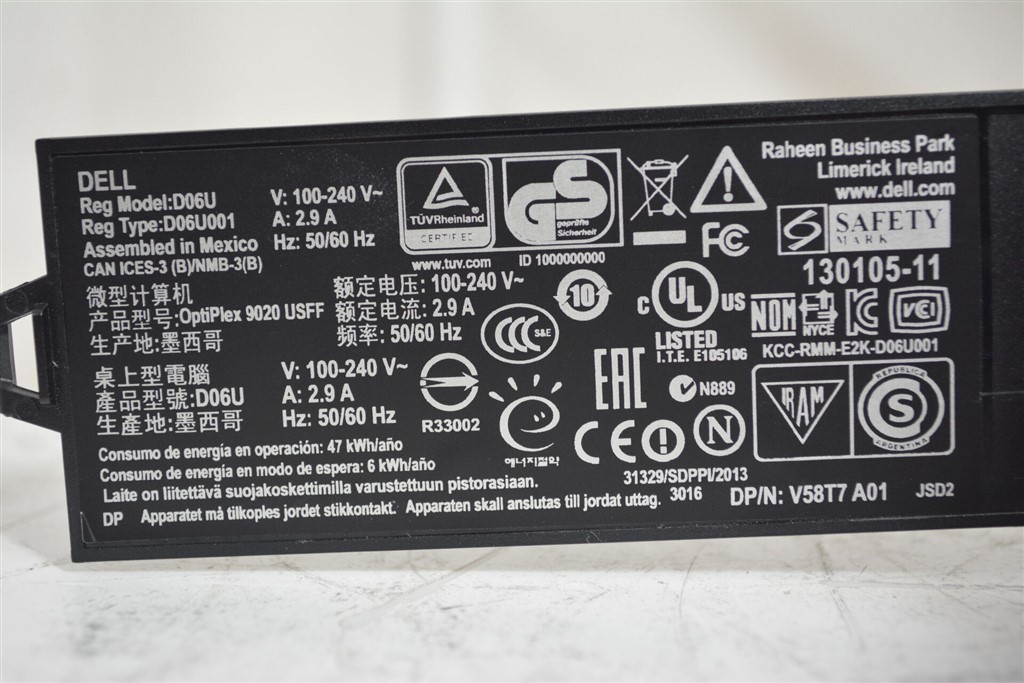 DELL
Reg Model:D06U
Reg Type:D06U001
Assembled in Mexico
CAN ICES-3 (B)/NMB-3(B)
V: 100-240 V~
A: 2.9 A
Hz: 50/60 Hz
TÜVRheinland
CERTIFIED
www.tuv.com
GS
geprüfte
Sicherheit
ID 1000000000
Raheen Business Park
Limerick Ireland
www.dell.com
FC
SAFETY
MARK
130105-11
微型计算机
产品型号:OptiPlex 9020 USFF
生产地:墨西哥
额定电压: 100-240 V~
额定电流: 2.9 A
频率: 50/60 Hz
10
CCC S&E
c UL US
LISTED
I.T.E. E105106
NOM
NYCE
VCI
KCC-RMM-E2K-D06U001
桌上型電腦
產品型號:D06U
生產地:墨西哥
V: 100-240 V~
A: 2.9 A
Hz: 50/60 Hz
R33002
에너지절약
EAC
N889
CE
N
31329/SDPPI/2013
3016
IRAM
REPUBLICA
S
ARGENTINA
Consumo de energía en operación: 47 kWh/año
Consumo de energía en modo de espera: 6 kWh/año
Laite on liitettävä suojakoskettimilla varustettuun pistorasiaan.
DP Apparatet må tilkoples jordet stikkontakt. Apparaten skall anslutas till jordat uttag.
DP/N: V58T7 A01
JSD2